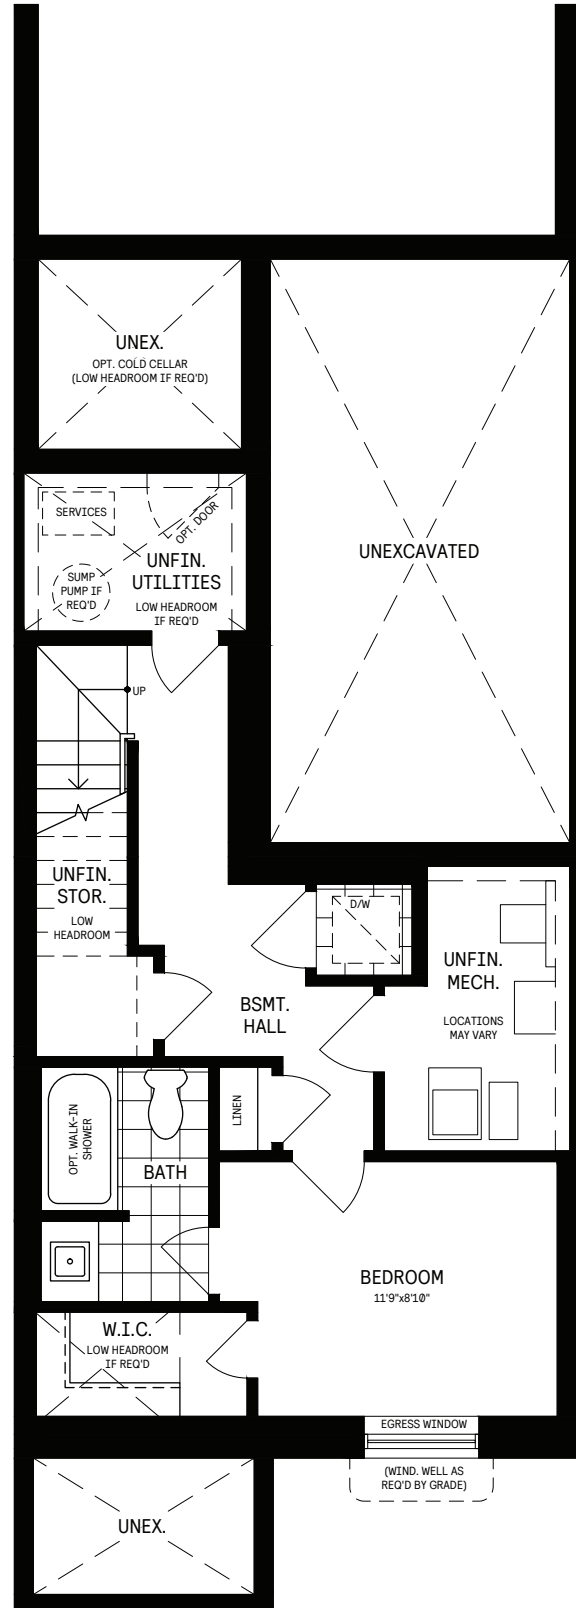 UNEX.
OPT. COLD CELLAR
(LOW HEADROOM IF REQ'D)
SERVICES
OPT. DOOR
UNFIN.
UTILITIES
LOW HEADROOM
IF REQ'D
SUMP
PUMP IF
REQ'D
UNEXCAVATED
UP
UNFIN.
STOR.
LOW
HEADROOM
D/W
UNFIN.
MECH.
LOCATIONS
MAY VARY
BSMT.
HALL
LINEN
OPT. WALK-IN
SHOWER
BATH
BEDROOM
11'9"x8'10"
W.I.C.
LOW HEADROOM
IF REQ'D
EGRESS WINDOW
(WIND. WELL AS
REQ'D BY GRADE)
UNEX.